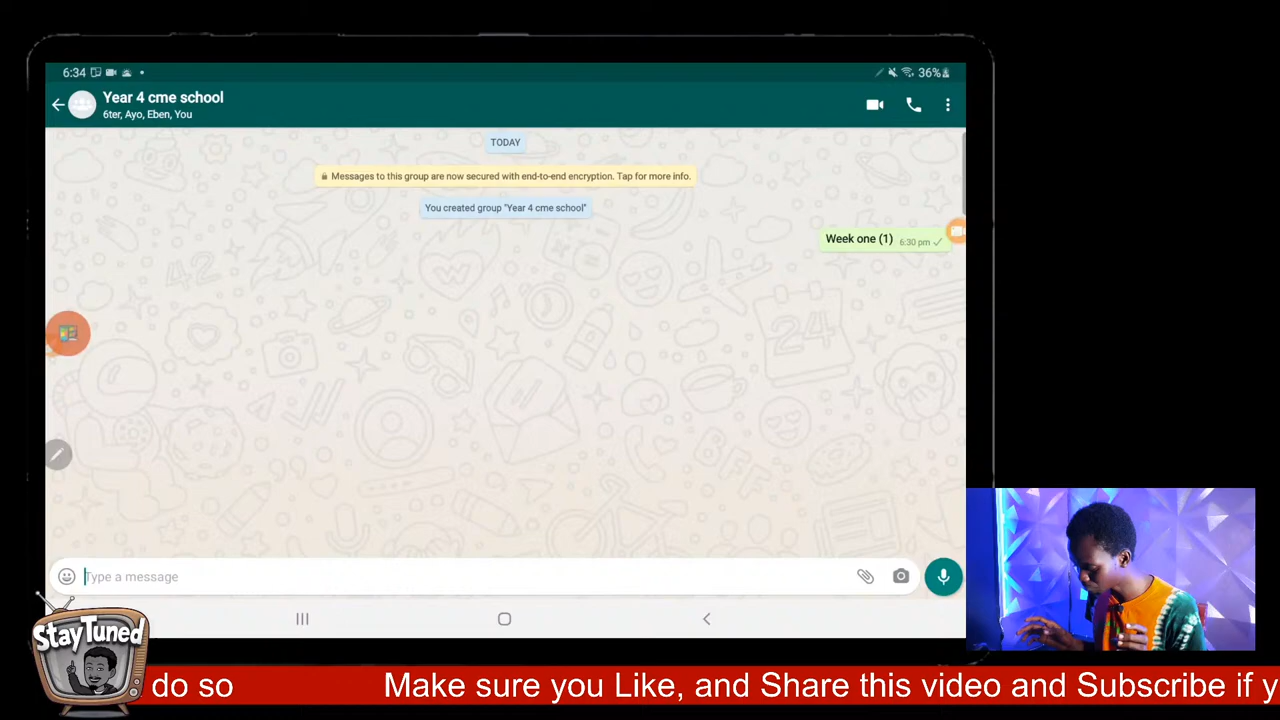 6:34
36%
Year 4 cme school
6ter, Ayo, Eben, You
TODAY
Messages to this group are now secured with end-to-end encryption. Tap for more info.
You created group "Year 4 cme school"
Week one (1) 6:30 pm
24
Type a message
StayTuned
do so Make sure you Like, and Share this video and Subscribe if y